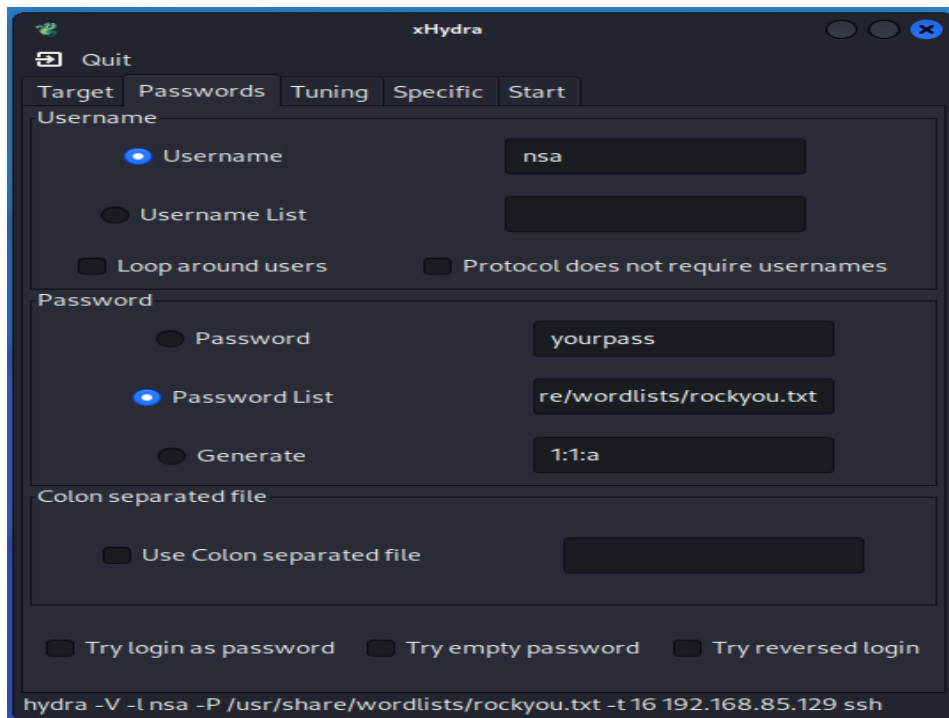 xHydra
Quit
Target Passwords Tuning Specific Start
Username
Username nsa
Username List
Loop around users Protocol does not require usernames
Password
Password yourpass
Password List re/wordlists/rockyou.txt
Generate 1:1:a
Colon separated file
Use Colon separated file
Try login as password Try empty password Try reversed login
hydra -V -l nsa -P /usr/share/wordlists/rockyou.txt -t 16 192.168.85.129 ssh